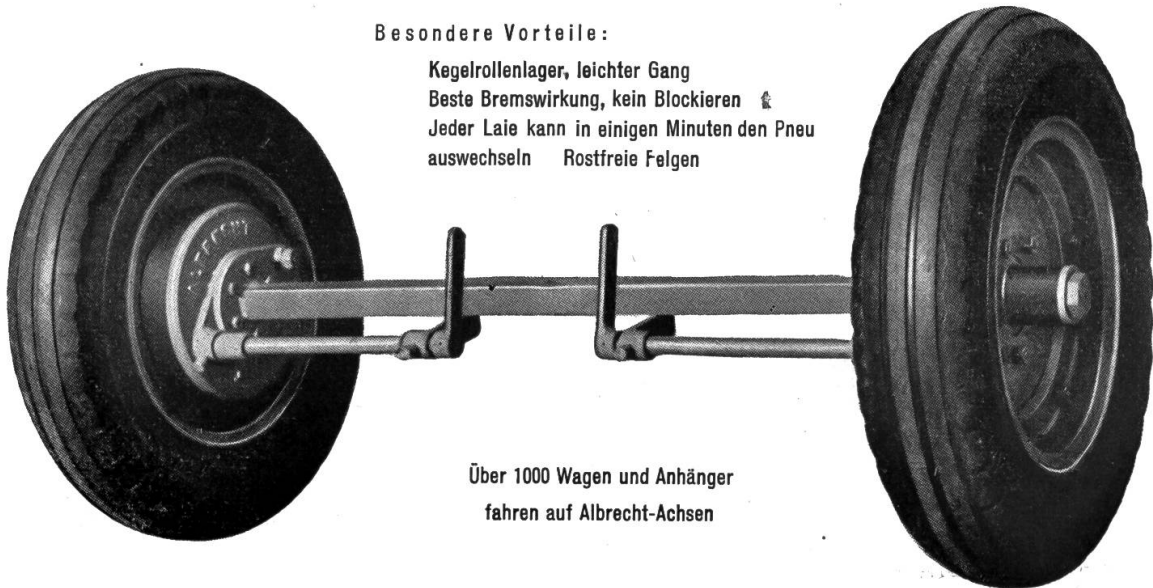 Besondere Vorteile:
Kegelrollenlager, leichter Gang
Beste Bremswirkung, kein Blockieren
Jeder Laie kann in einigen Minuten den Pneu
auswechseln Rostfreie Felgen
Über 1000 Wagen und Anhänger
fahren auf Albrecht-Achsen